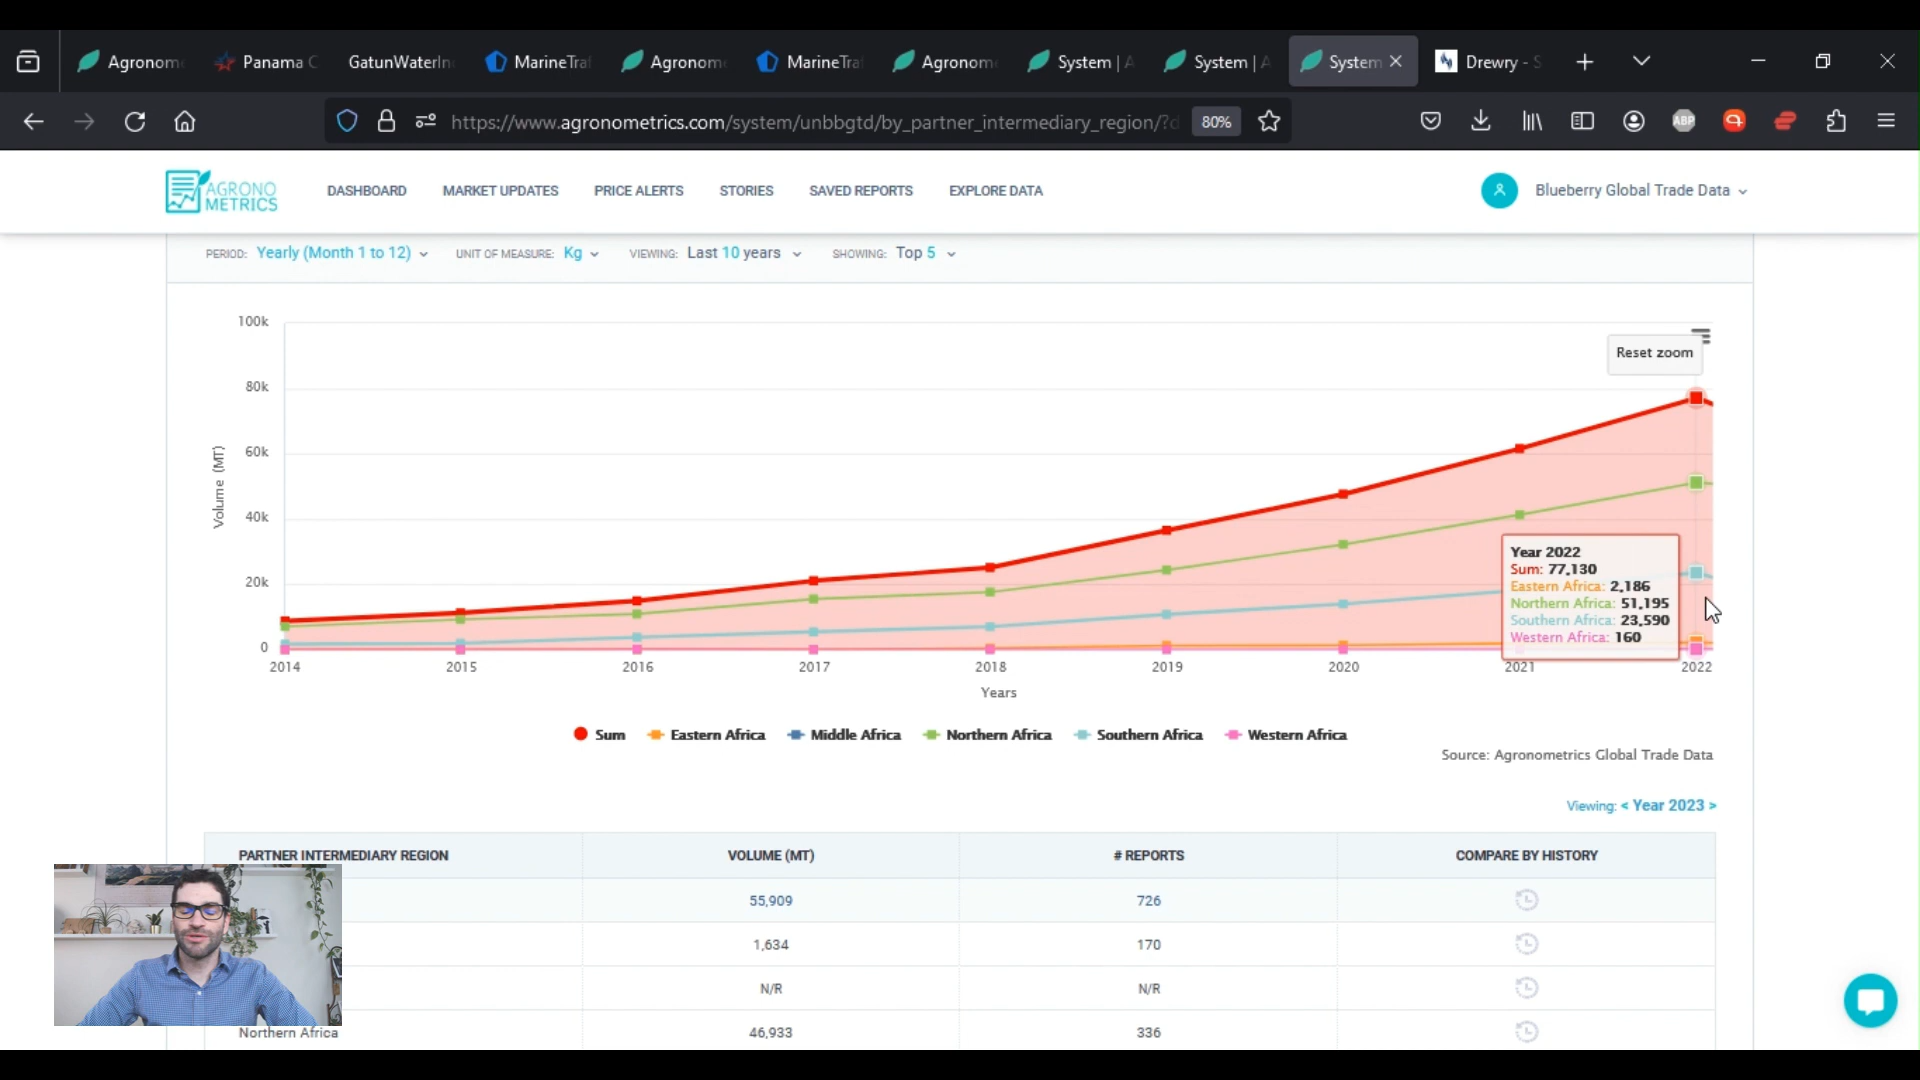 Agronom
Panama C
GatunWaterIn
MarineTra
Agronom
MarineTra
Agronom
System | A
System | A
System
Drewry - S
https://www.agronometrics.com/system/unbbgtd/by_partner_intermediary_region/?d
80%
ABP
AGRONO
METRICS
DASHBOARD
MARKET UPDATES
PRICE ALERTS
STORIES
SAVED REPORTS
EXPLORE DATA
Blueberry Global Trade Data
PERIOD: Yearly (Month 1 to 12)
UNIT OF MEASURE: Kg
VIEWING: Last 10 years
SHOWING: Top 5
100k
80k
60k
40k
20k
0
Volume (MT)
Reset zoom
Year 2022
Sum: 77,130
Eastern Africa: 2,186
Northern Africa: 51,195
Southern Africa: 23,590
Western Africa: 160
2014 2015 2016 2017 2018 2019 2020 2021 2022
Years
Sum Eastern Africa Middle Africa Northern Africa Southern Africa Western Africa
Source: Agronometrics Global Trade Data
Viewing: < Year 2023 >
PARTNER INTERMEDIARY REGION VOLUME (MT) # REPORTS COMPARE BY HISTORY
55,909 726
1,634 170
N/R N/R
Northern Africa 46,933 336